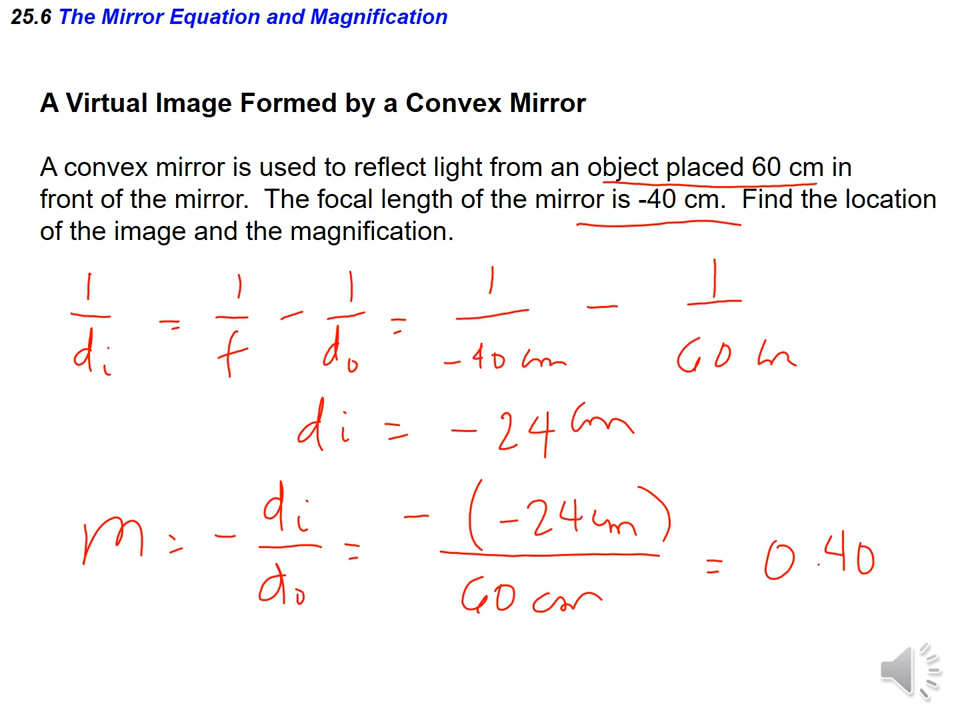 25.6 The Mirror Equation and Magnification
A Virtual Image Formed by a Convex Mirror
A convex mirror is used to reflect light from an object placed 60 cm in
front of the mirror. The focal length of the mirror is -40 cm. Find the location
of the image and the magnification.
1/di = 1/f - 1/do = 1/-40 cm - 1/60 cm
di = -24 cm
m = - di/do = -(-24 cm)/60 cm = 0.40